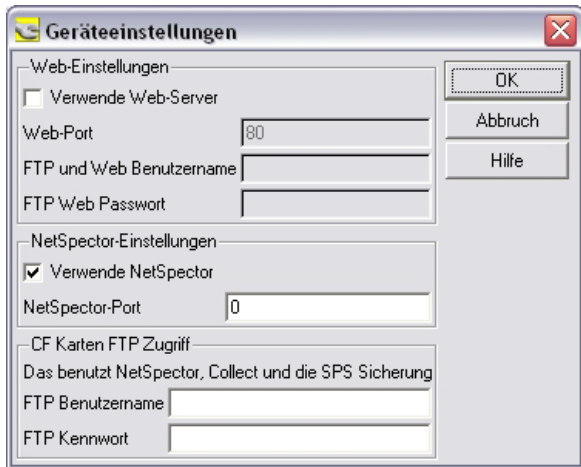 Geräteeinstellungen
Web-Einstellungen
Verwende Web-Server
Web-Port 80
FTP und Web Benutzername
FTP Web Passwort
NetSpector-Einstellungen
Verwende NetSpector
NetSpector-Port 0
CF Karten FTP Zugriff
Das benutzt NetSpector, Collect und die SPS Sicherung
FTP Benutzername
FTP Kennwort
OK
Abbruch
Hilfe